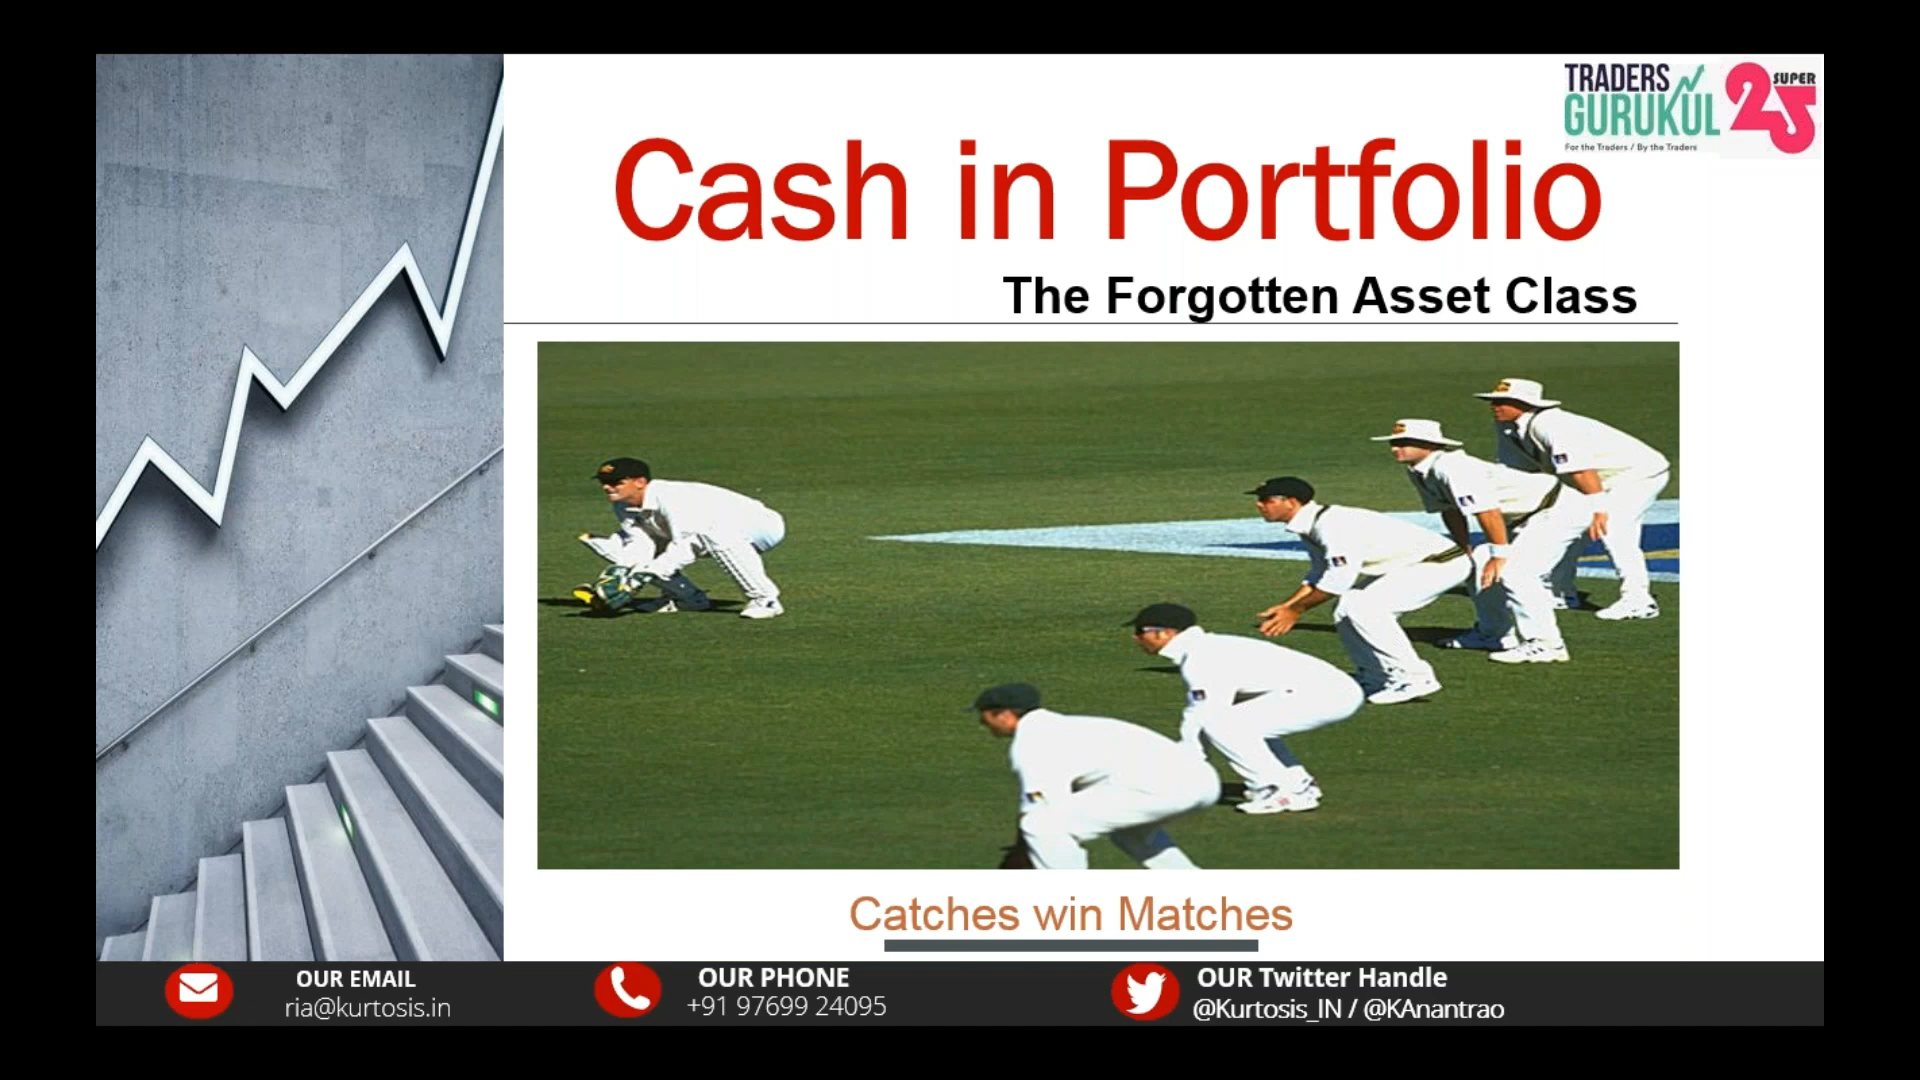 TRADERS
GURUKUL
For the Traders / By the Traders
SUPER
25
Cash in Portfolio
The Forgotten Asset Class
Catches win Matches
OUR EMAIL
ria@kurtosis.in
OUR PHONE
+91 97699 24095
OUR Twitter Handle
@Kurtosis_IN / @KAnantrao